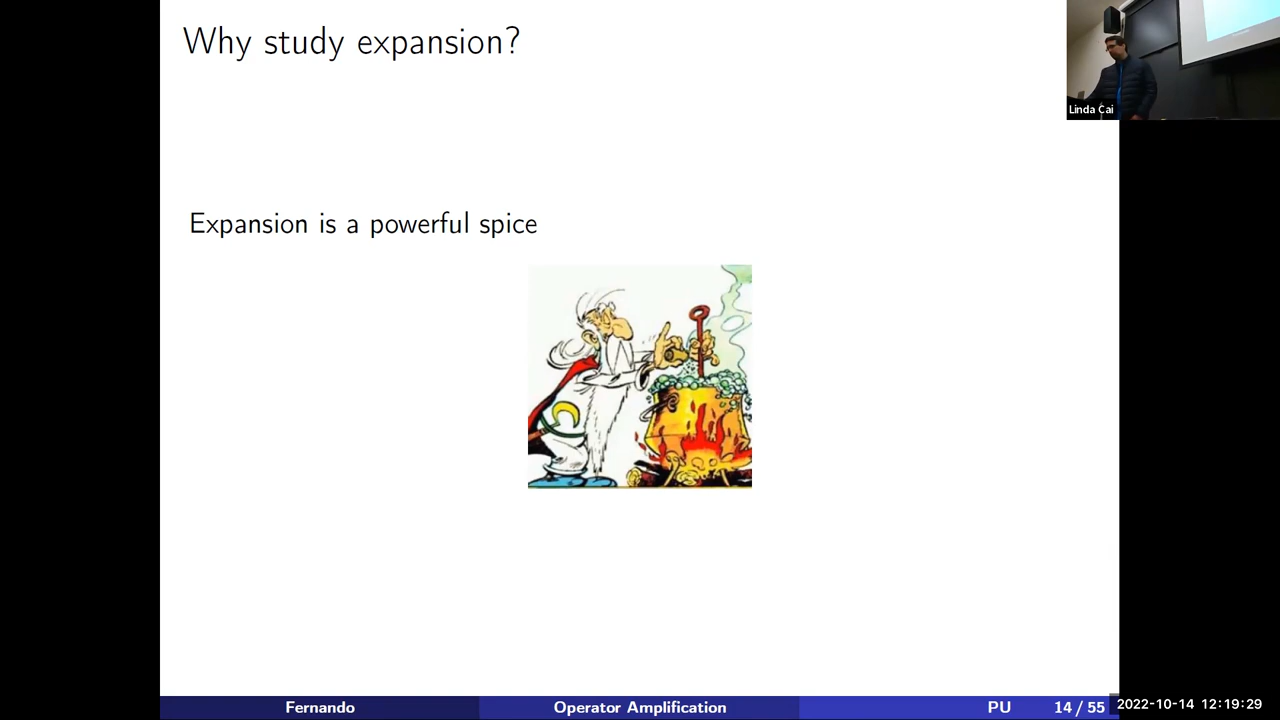 Why study expansion?
Linda Cai
Expansion is a powerful spice
Fernando
Operator Amplification
PU
14 / 55
2022-10-14 12:19:29